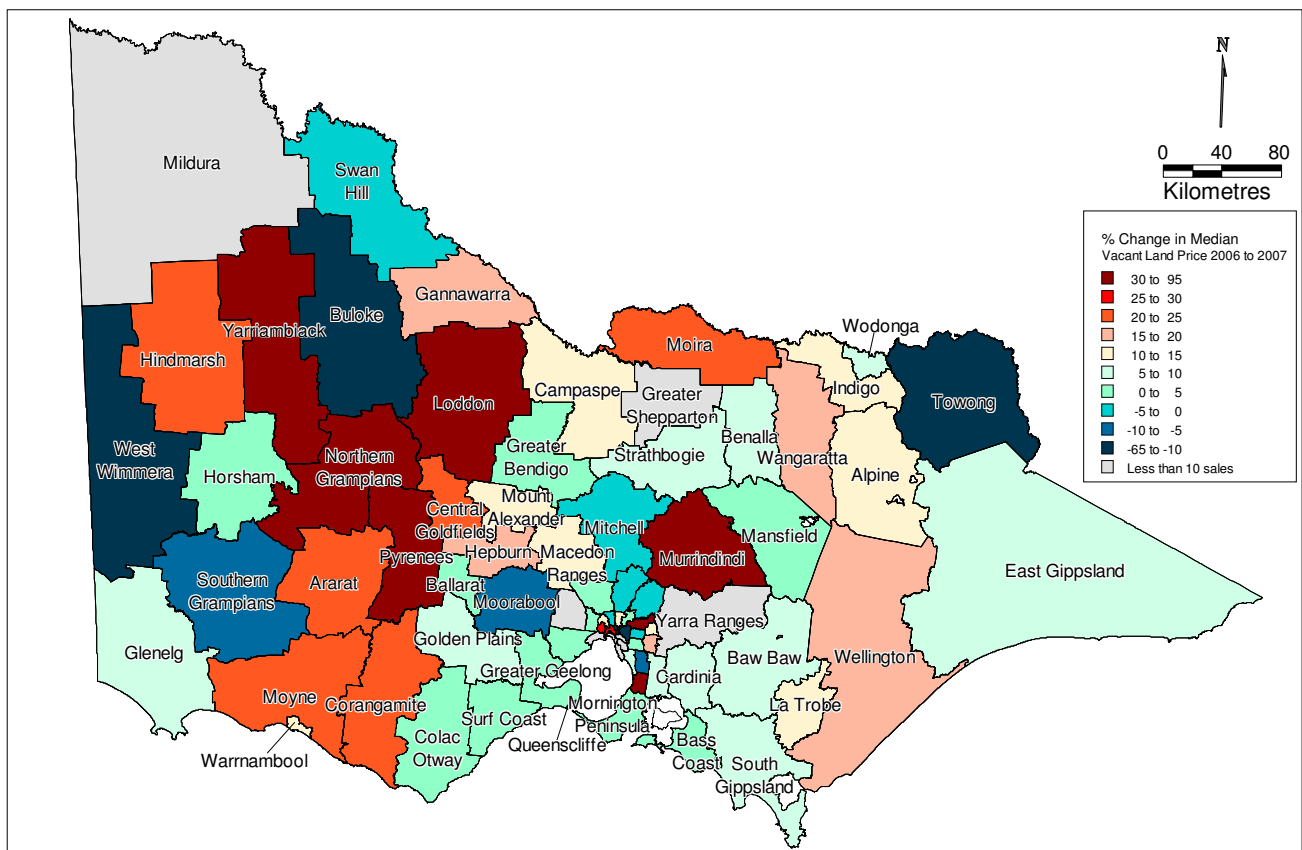 N
0 40 80
Kilometres
% Change in Median
Vacant Land Price 2006 to 2007
30 to 95
25 to 30
20 to 25
15 to 20
10 to 15
5 to 10
0 to 5
-5 to 0
-10 to -5
-65 to -10
Less than 10 sales
Mildura
Swan
Hill
Gannawarra
Buloke
Yarriambiack
Hindmarsh
West
Wimmera
Horsham
Northern
Grampians
Loddon
Campaspe
Moira
Greater
Shepparton
Wodonga
Indigo
Towong
Benalla
Wangaratta
Alpine
Strathbogie
Greater
Bendigo
Central
Goldfields
Mount
Alexander
Hepburn
Macedon
Ranges
Mitchell
Murrindindi
Mansfield
East Gippsland
Pyrenees
Ararat
Southern
Grampians
Ballarat
Moorabool
Yarra Ranges
Glenelg
Golden Plains
Greater Geelong
Baw Baw
Wellington
Cardinia
La Trobe
Moyne
Corangamite
Warrnambool
Colac
Otway
Surf Coast
Queenscliffe
Mornington
Peninsula
Bass
Coast
South
Gippsland